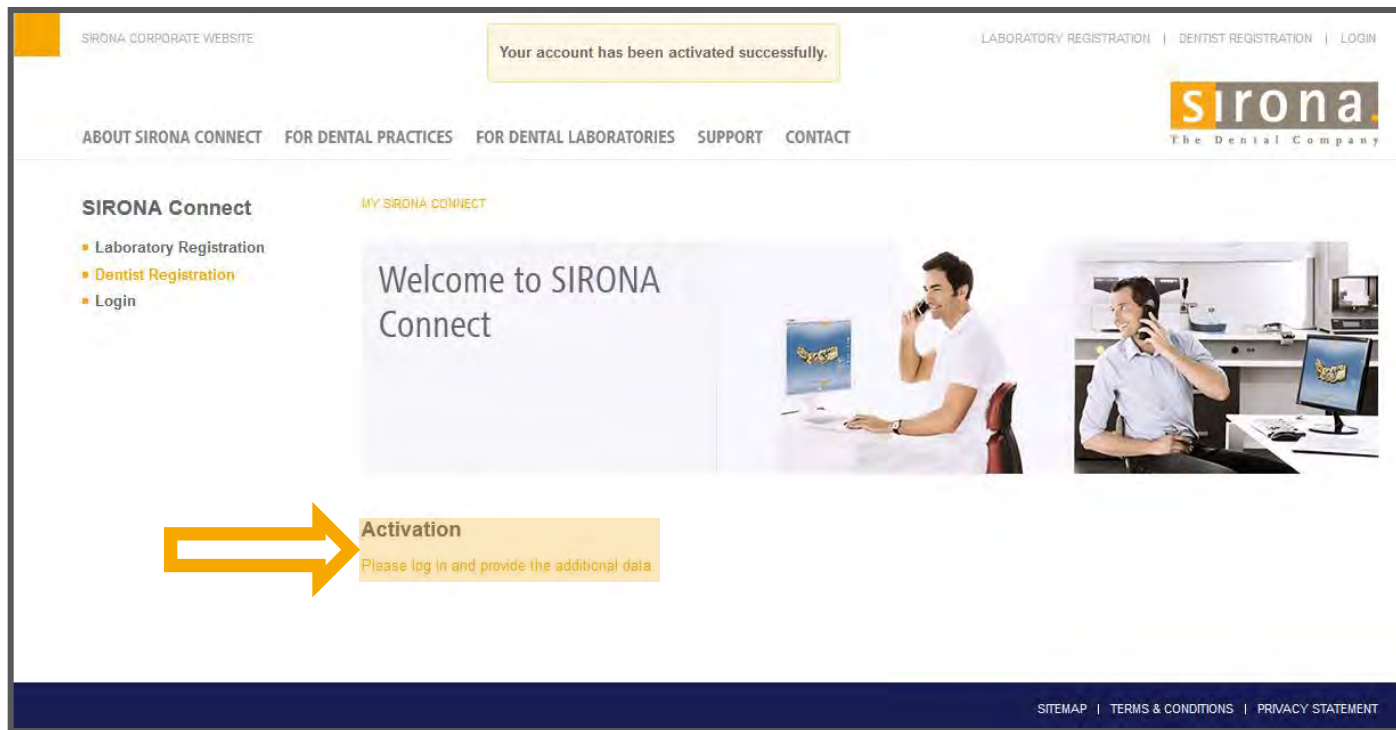 SIRONA CORPORATE WEBSITE
Your account has been activated successfully.
LABORATORY REGISTRATION | DENTIST REGISTRATION | LOGIN
sirona.
The Dental Company
ABOUT SIRONA CONNECT FOR DENTAL PRACTICES FOR DENTAL LABORATORIES SUPPORT CONTACT
SIRONA Connect
Laboratory Registration
Dentist Registration
Login
MY SIRONA CONNECT
Welcome to SIRONA
Connect
Activation
Please log in and provide the additional data.
SITEMAP | TERMS & CONDITIONS | PRIVACY STATEMENT